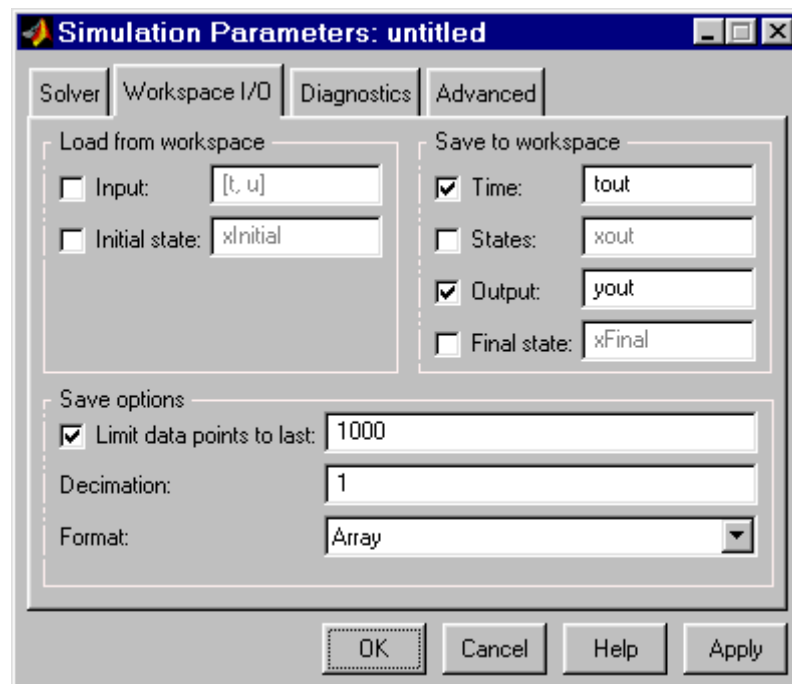 Simulation Parameters: untitled
Solver Workspace I/O Diagnostics Advanced
Load from workspace
Input: [t, u]
Initial state: xInitial
Save to workspace
Time: tout
States: xout
Output: yout
Final state: xFinal
Save options
Limit data points to last: 1000
Decimation: 1
Format: Array
OK Cancel Help Apply